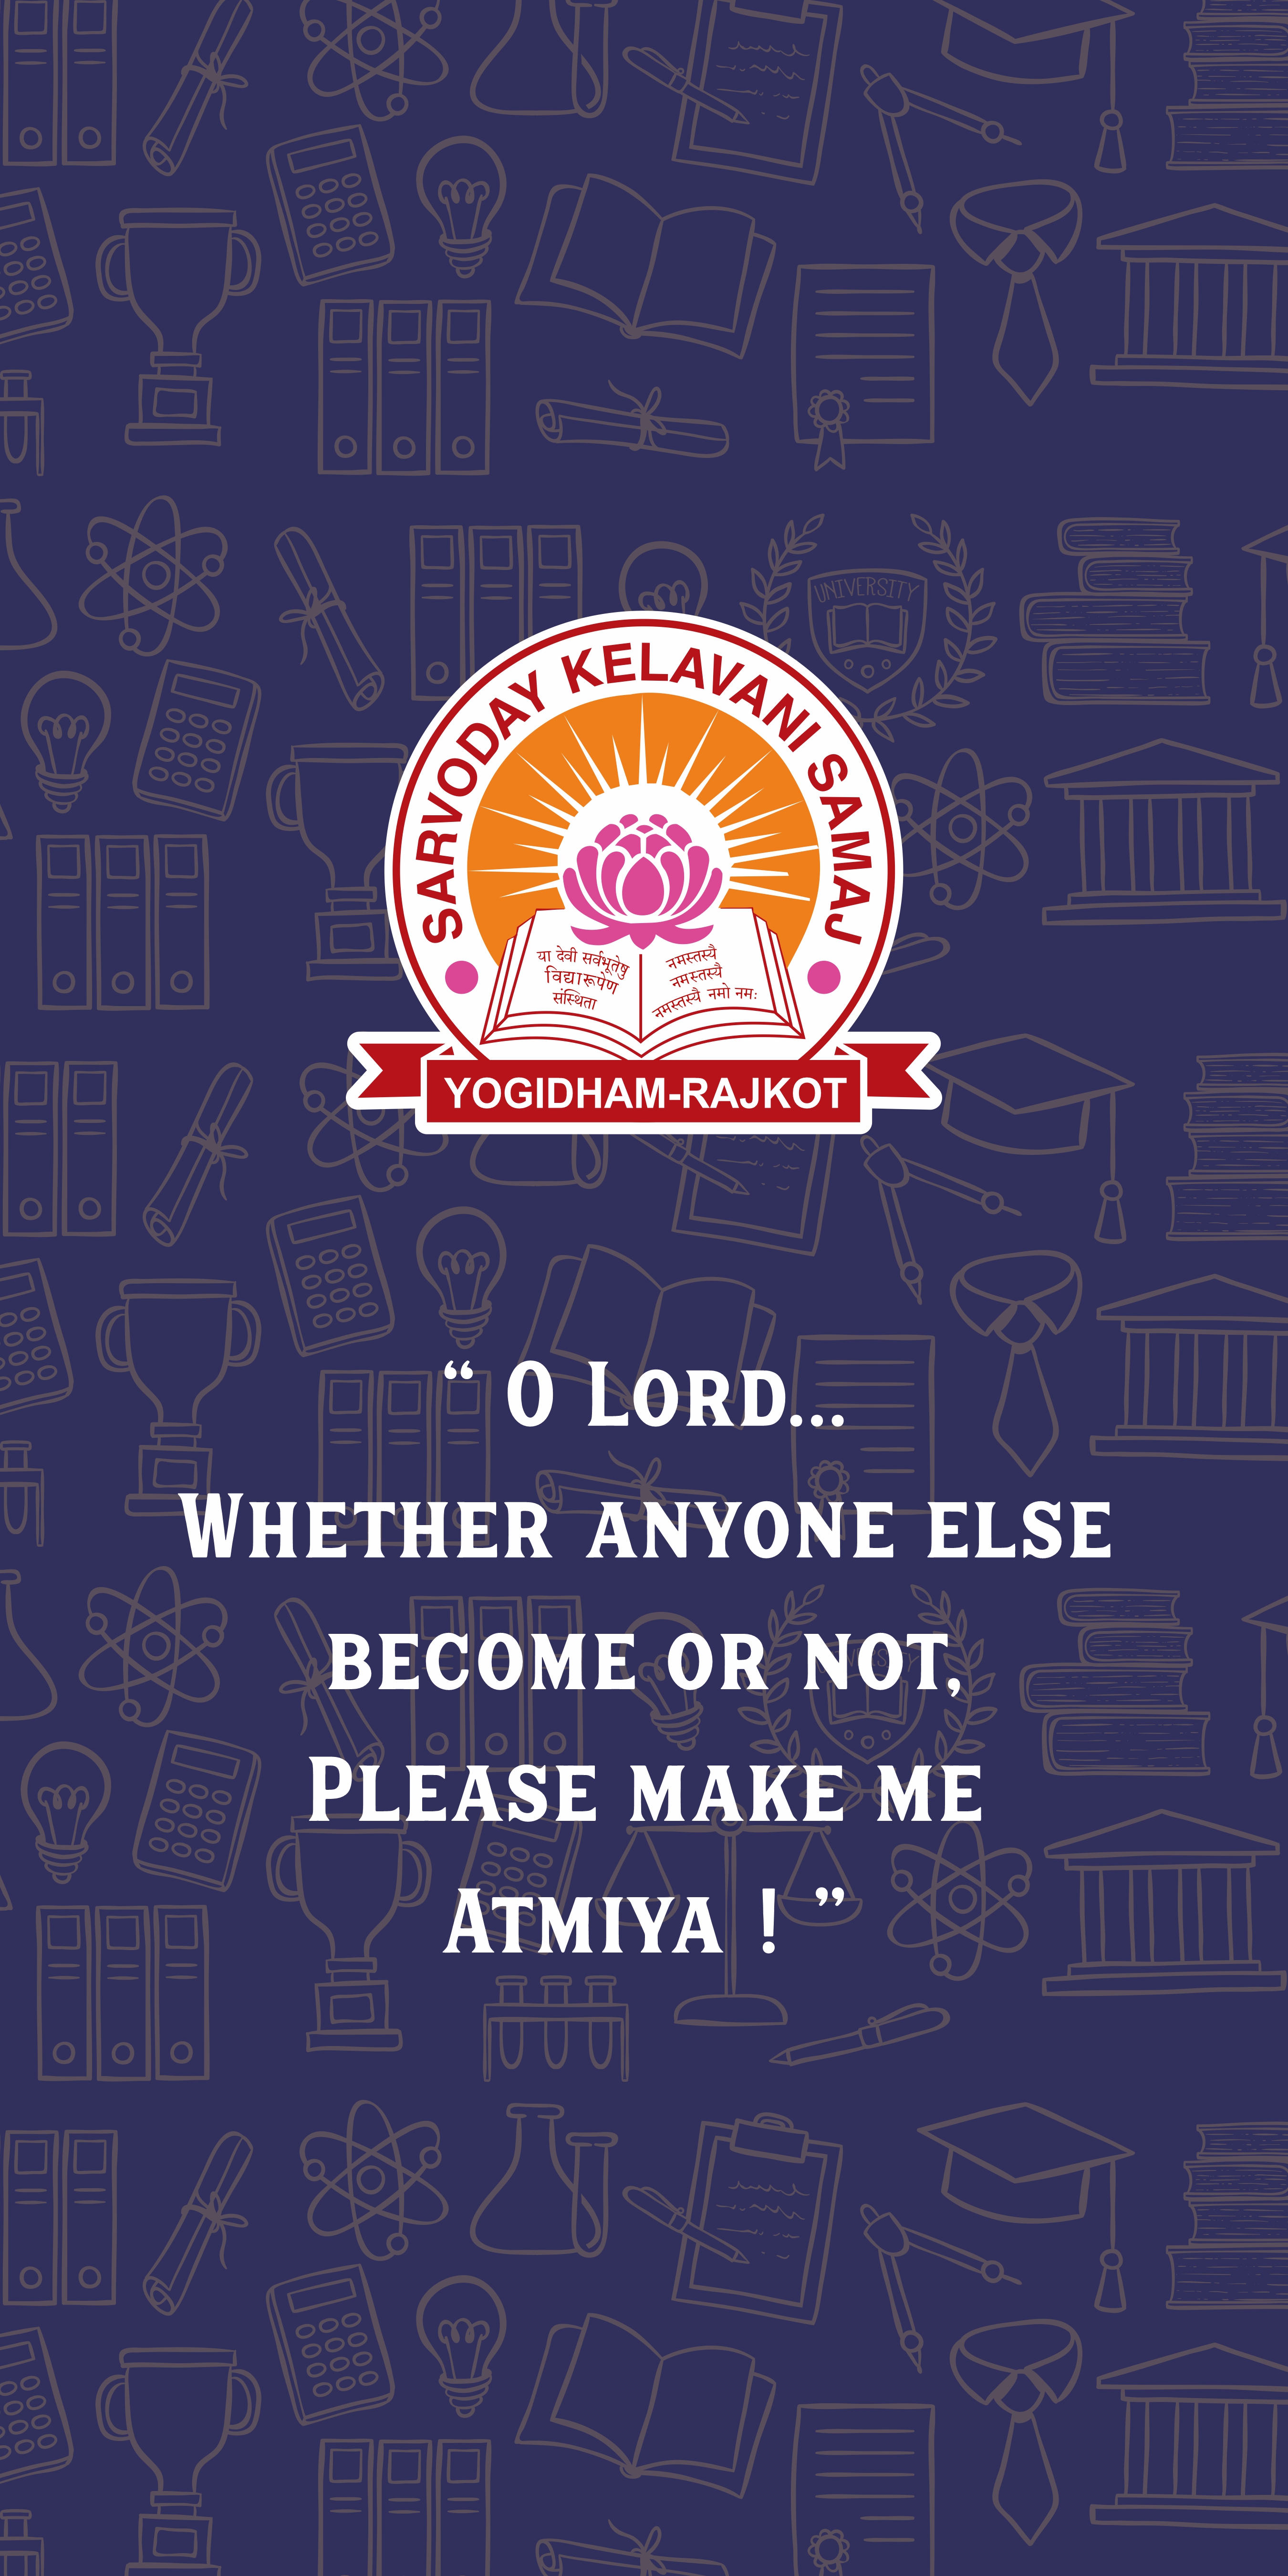 UNIVERSITY
SARVODAY KELAVANI SAMAJ
या देवी सर्वभूतेषु
विद्यारूपेण
संस्थिता
नमस्तस्यै
नमस्तस्यै
नमस्तस्यै नमो नमः
YOGIDHAM-RAJKOT
“ O LORD...
WHETHER ANYONE ELSE
BECOME OR NOT,
PLEASE MAKE ME
ATMIYA ! ”
UNIVERSITY